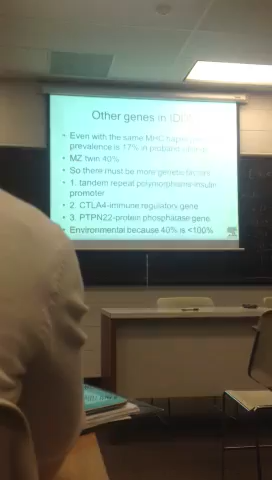 Other genes in IDDM
• Even with the same MHC haplotype
prevalence is 17% in proband siblings
• MZ twin 40%
• So there must be more genetic factors
• 1. tandem repeat polymorphisms-insulin
promoter
• 2. CTLA4-immune regulatory gene
• 3. PTPN22-protein phosphatase gene
• Environmental because 40% is <100%